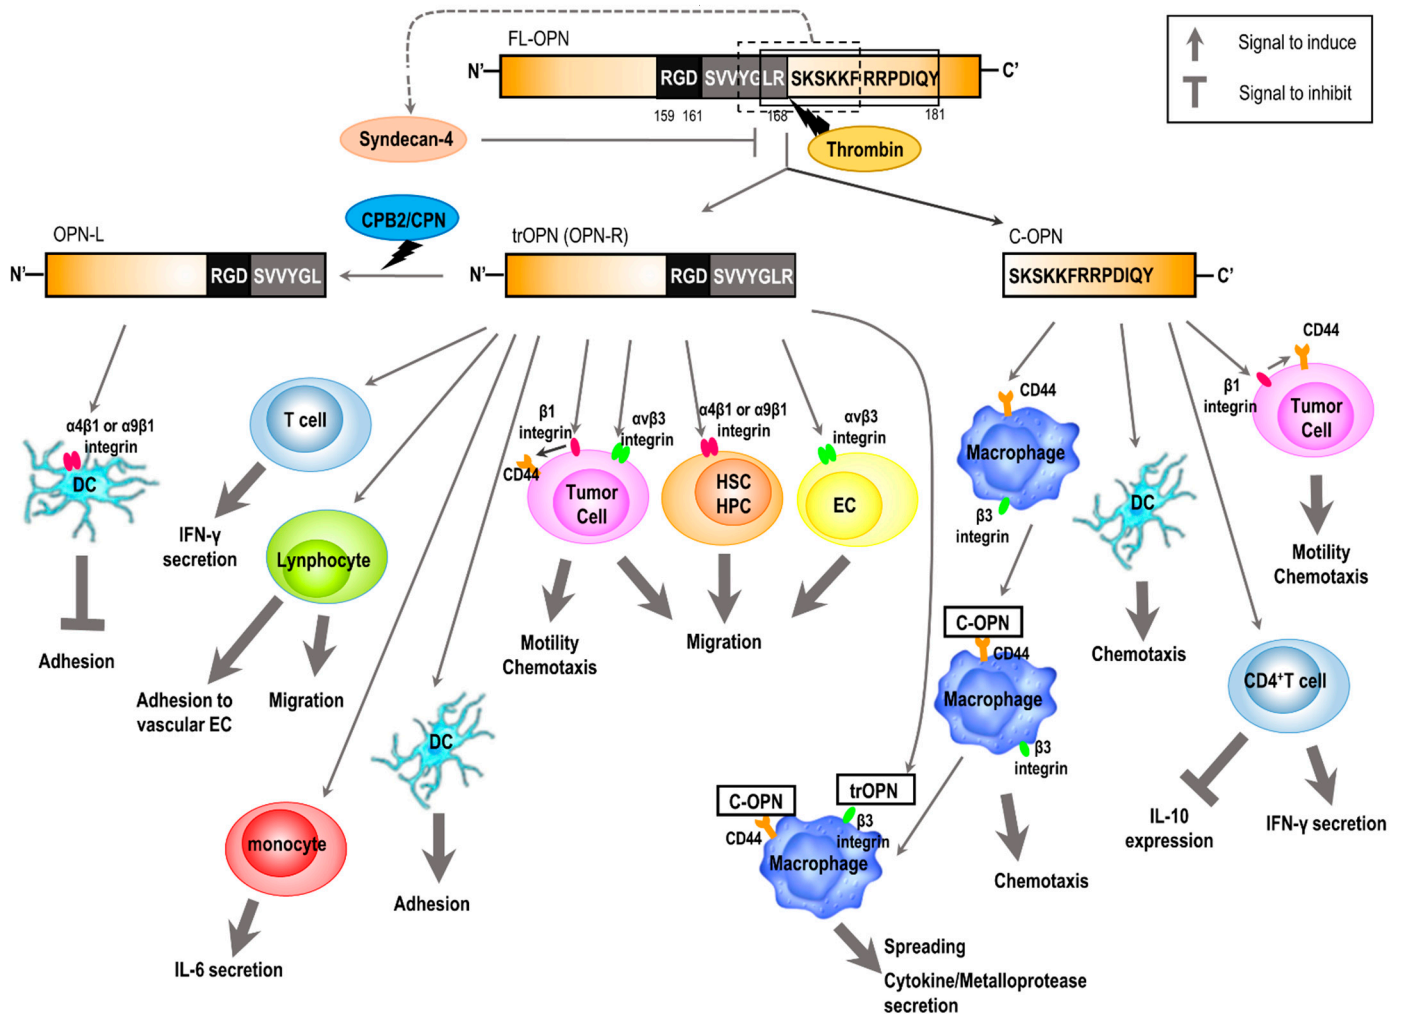 FL-OPN
Signal to induce
Signal to inhibit
N'
RGD
SVVYGLR
SKSKKFRRPDIQY
C'
159 161
168
181
Syndecan-4
Thrombin
CPB2/CPN
OPN-L
trOPN (OPN-R)
C-OPN
N'
RGD
SVVYGL
N'
RGD
SVVYGLR
SKSKKFRRPDIQY
C'
α4β1 or α9β1
integrin
DC
Adhesion
T cell
IFN-γ
secretion
Lynphocyte
Adhesion to
vascular EC
Migration
monocyte
IL-6 secretion
DC
Adhesion
β1
integrin
CD44
αvβ3
integrin
Tumor
Cell
Motility
Chemotaxis
α4β1 or α9β1
integrin
HSC
HPC
Migration
αvβ3
integrin
EC
CD44
Macrophage
β3
integrin
C-OPN
CD44
Macrophage
β3
integrin
Chemotaxis
C-OPN
CD44
trOPN
β3
integrin
Macrophage
Spreading
Cytokine/Metalloprotease
secretion
DC
Chemotaxis
CD4+T cell
IL-10
expression
IFN-γ secretion
CD44
β1
integrin
Tumor
Cell
Motility
Chemotaxis